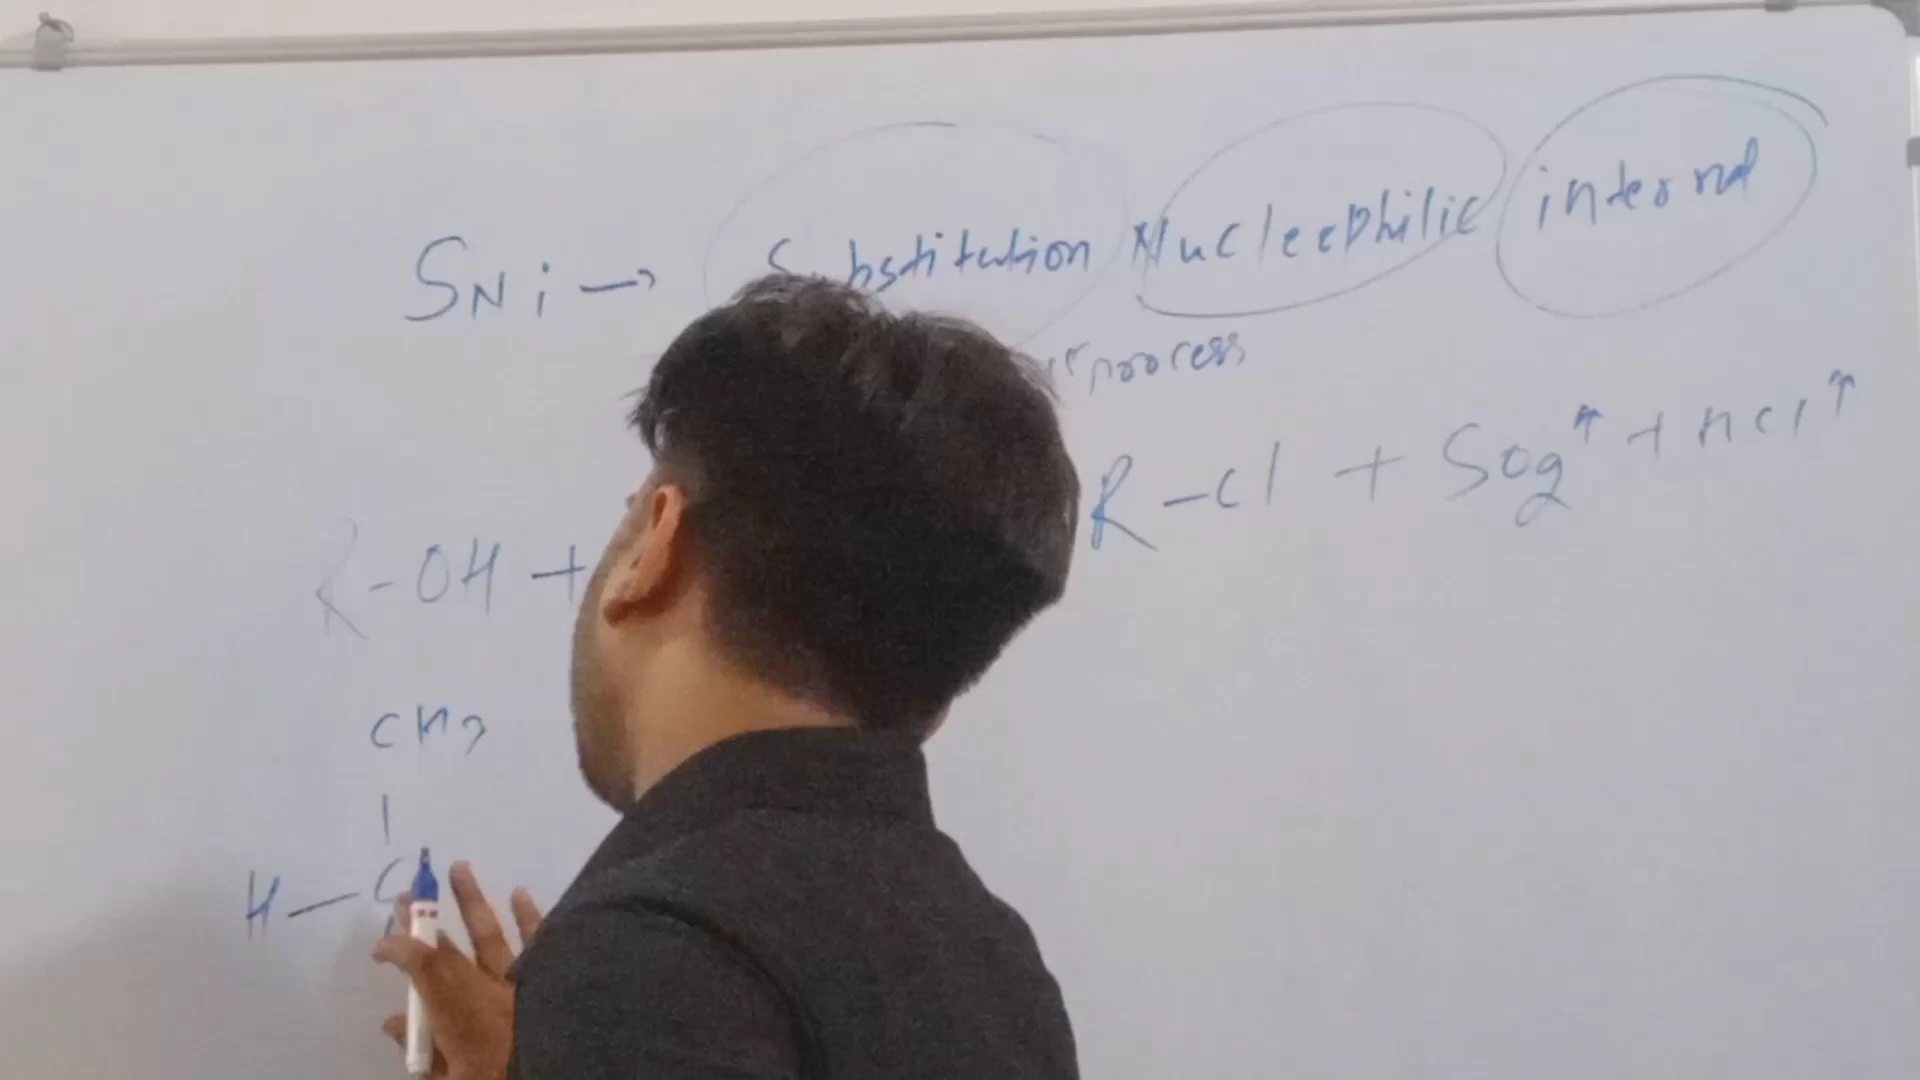 SNi → Substitution Nucleophilic internal
process
R-OH + R-Cl + SO2↑ + HCl↑
CH3
H-C